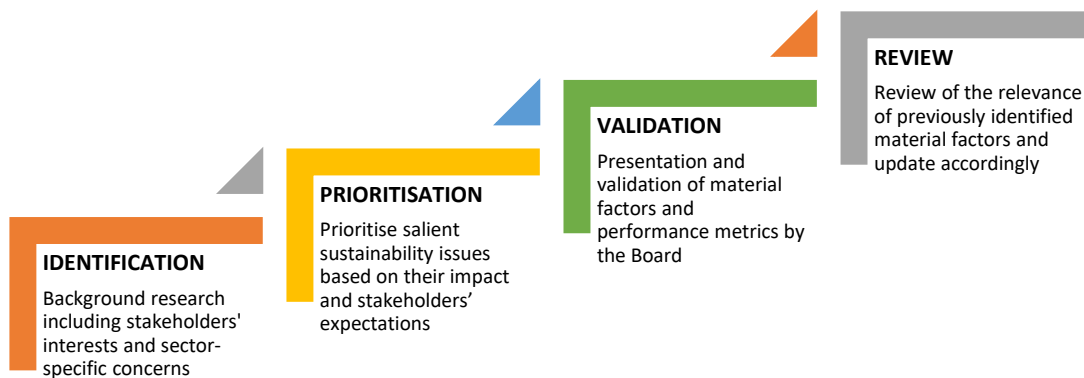 IDENTIFICATION
Background research
including stakeholders'
interests and sector-
specific concerns
PRIORITISATION
Prioritise salient
sustainability issues
based on their impact
and stakeholders’
expectations
VALIDATION
Presentation and
validation of material
factors and
performance metrics by
the Board
REVIEW
Review of the relevance
of previously identified
material factors and
update accordingly